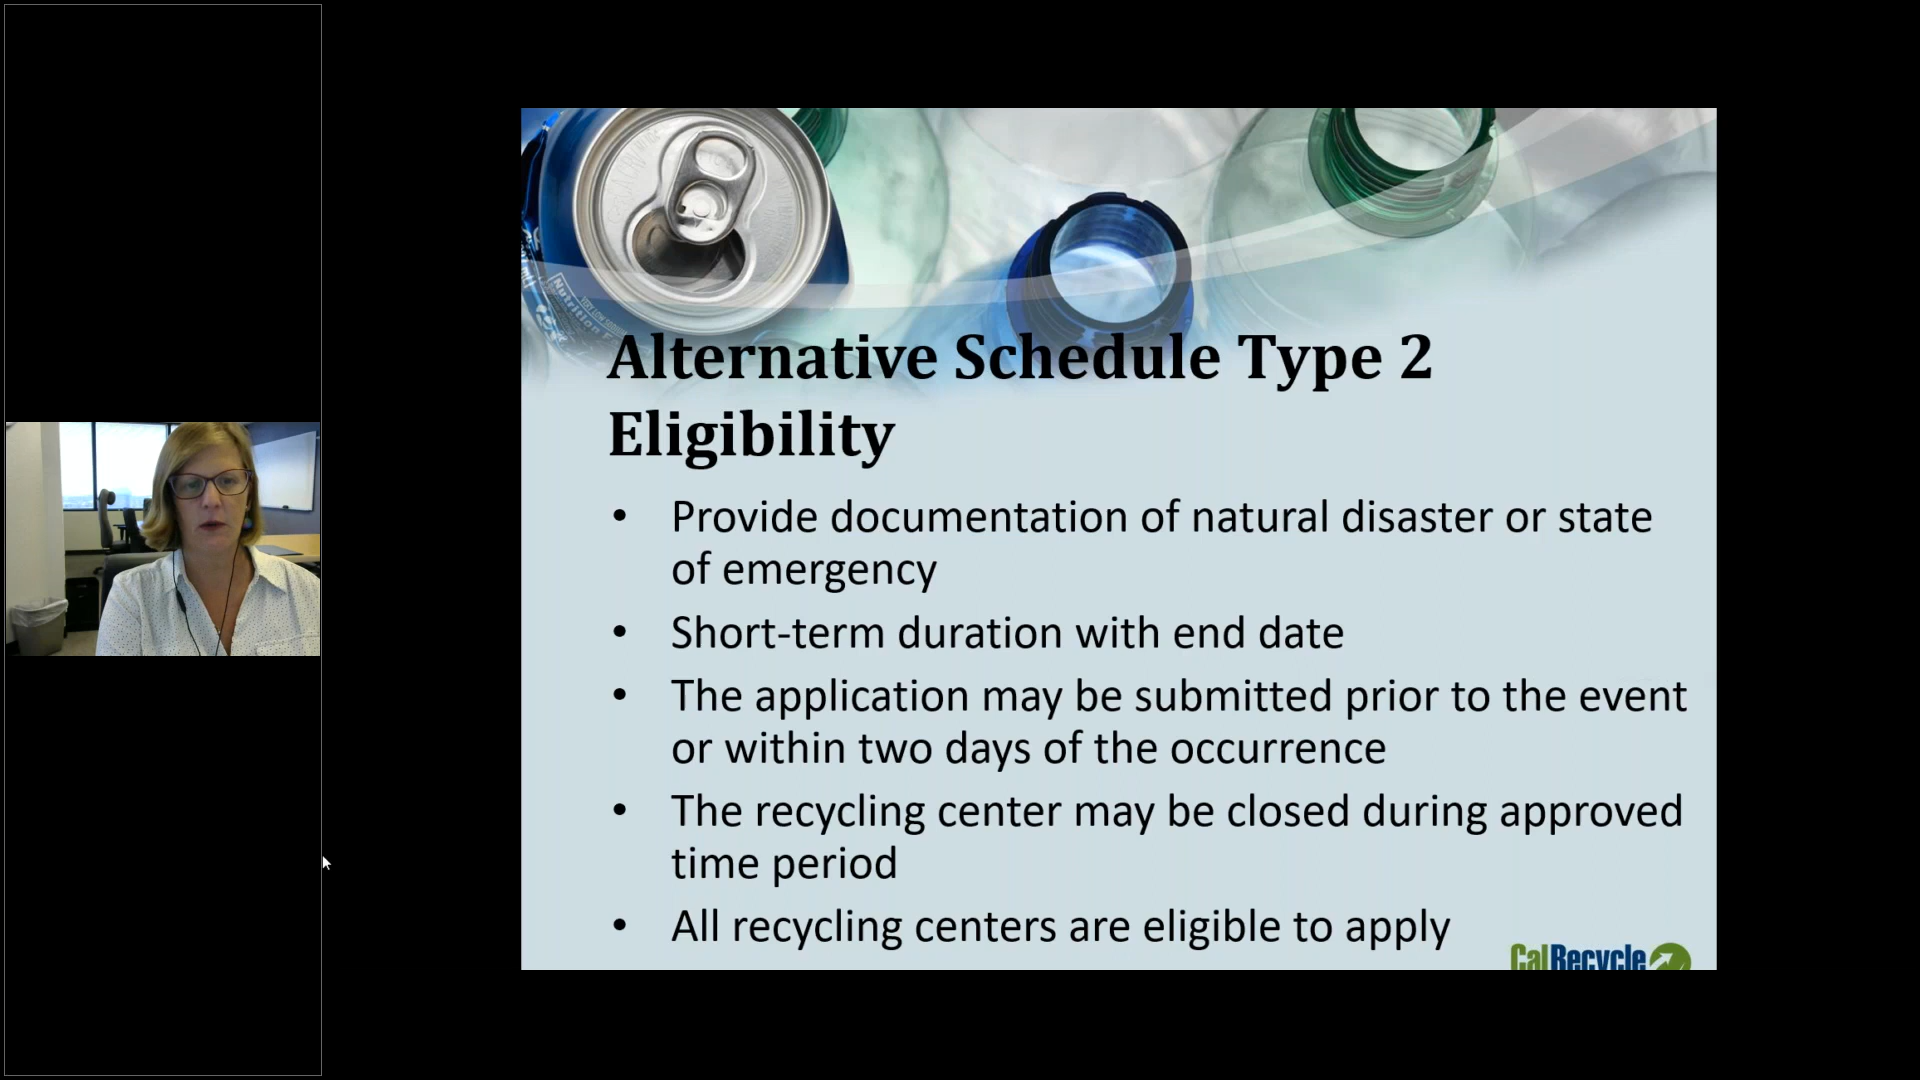 Alternative Schedule Type 2
Eligibility
• Provide documentation of natural disaster or state
of emergency
• Short-term duration with end date
• The application may be submitted prior to the event
or within two days of the occurrence
• The recycling center may be closed during approved
time period
• All recycling centers are eligible to apply
CalRecycle
Nutrition